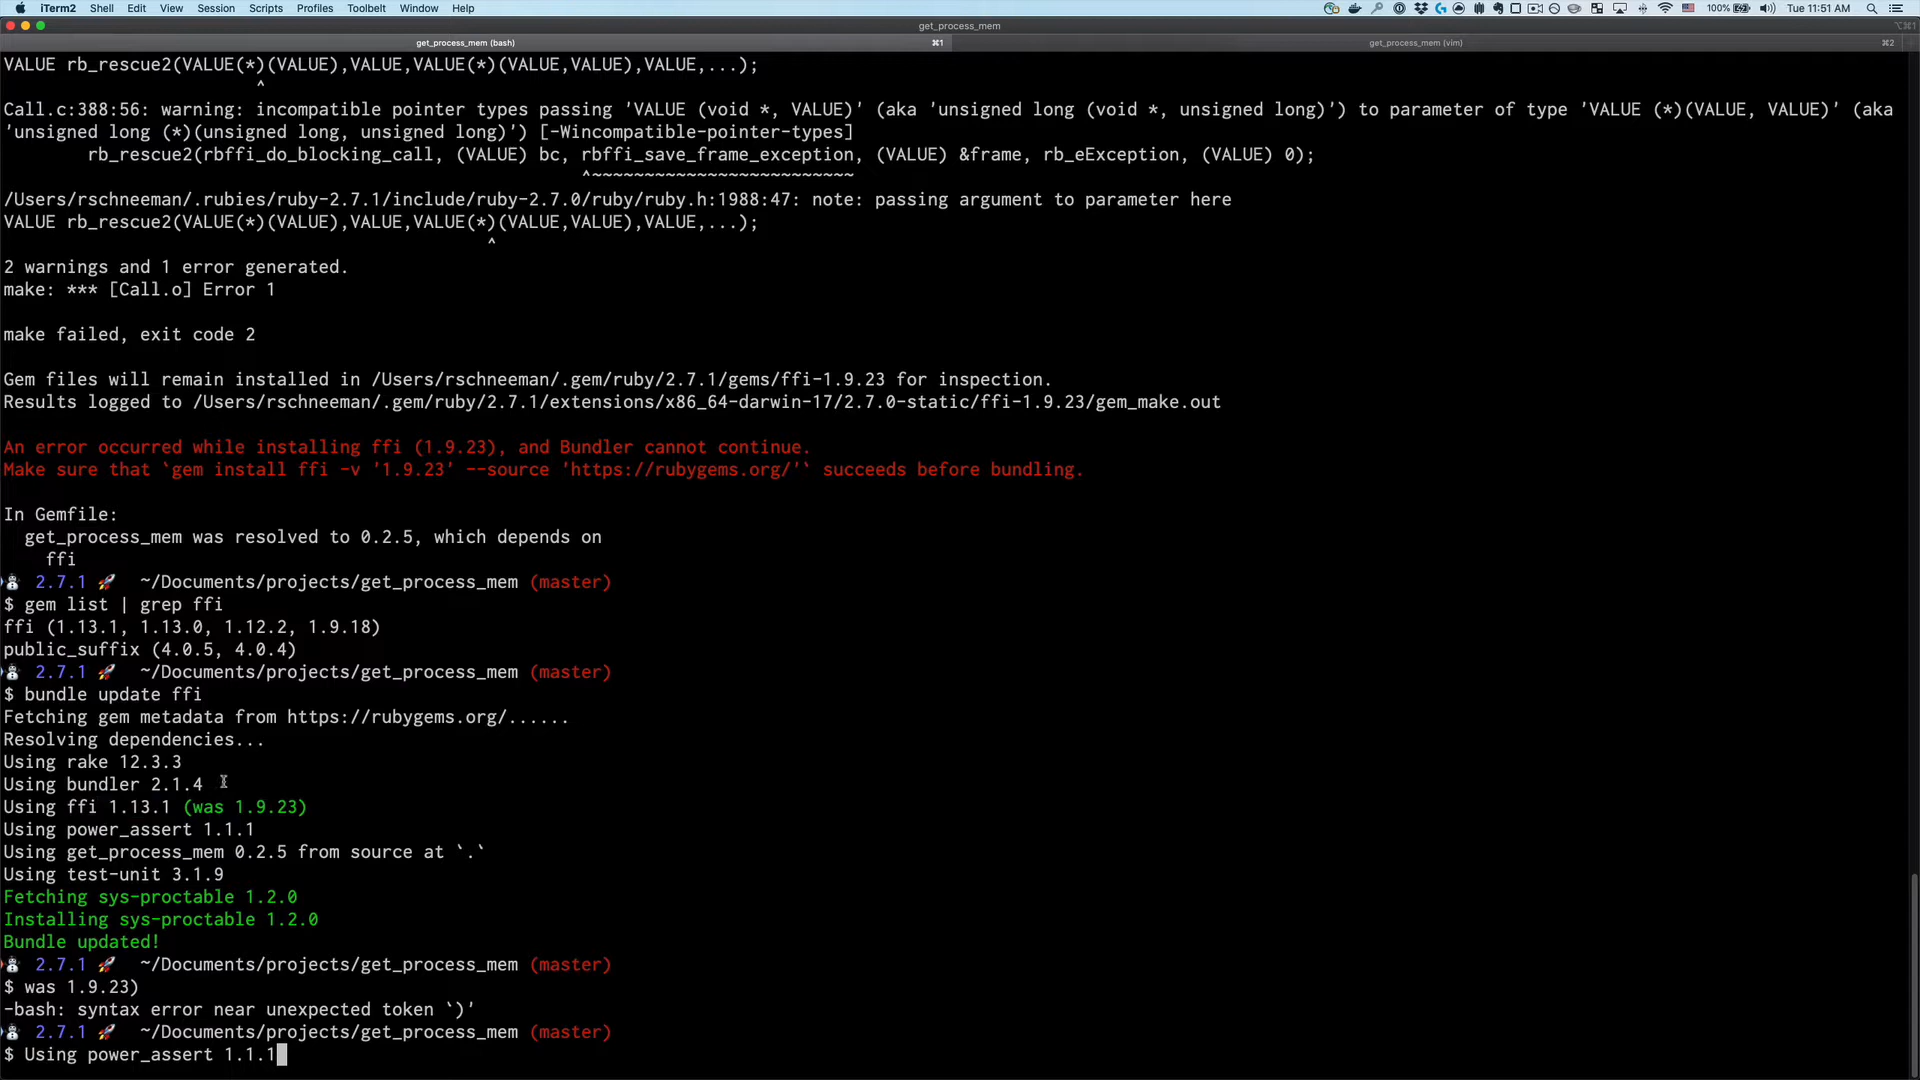 iTerm2 Shell Edit View Session Scripts Profiles Toolbelt Window Help 100% Tue 11:51 AM
get_process_mem
get_process_mem (bash) ⌘1 get_process_mem (vim) ⌘2
VALUE rb_rescue2(VALUE(*)(VALUE),VALUE,VALUE(*)(VALUE,VALUE),VALUE,...);
^
Call.c:388:56: warning: incompatible pointer types passing 'VALUE (void *, VALUE)' (aka 'unsigned long (void *, unsigned long)') to parameter of type 'VALUE (*)(VALUE, VALUE)' (aka
'unsigned long (*)(unsigned long, unsigned long)') [-Wincompatible-pointer-types]
rb_rescue2(rbffi_do_blocking_call, (VALUE) bc, rbffi_save_frame_exception, (VALUE) &frame, rb_eException, (VALUE) 0);
^~~~~~~~~~~~~~~~~~~~~~~~~~
/Users/rschneeman/.rubies/ruby-2.7.1/include/ruby-2.7.0/ruby/ruby.h:1988:47: note: passing argument to parameter here
VALUE rb_rescue2(VALUE(*)(VALUE),VALUE,VALUE(*)(VALUE,VALUE),VALUE,...);
^
2 warnings and 1 error generated.
make: *** [Call.o] Error 1
make failed, exit code 2
Gem files will remain installed in /Users/rschneeman/.gem/ruby/2.7.1/gems/ffi-1.9.23 for inspection.
Results logged to /Users/rschneeman/.gem/ruby/2.7.1/extensions/x86_64-darwin-17/2.7.0-static/ffi-1.9.23/gem_make.out
An error occurred while installing ffi (1.9.23), and Bundler cannot continue.
Make sure that `gem install ffi -v '1.9.23' --source 'https://rubygems.org/'` succeeds before bundling.
In Gemfile:
get_process_mem was resolved to 0.2.5, which depends on
ffi
2.7.1 🚀 ~/Documents/projects/get_process_mem (master)
$ gem list | grep ffi
ffi (1.13.1, 1.13.0, 1.12.2, 1.9.18)
public_suffix (4.0.5, 4.0.4)
2.7.1 🚀 ~/Documents/projects/get_process_mem (master)
$ bundle update ffi
Fetching gem metadata from https://rubygems.org/......
Resolving dependencies...
Using rake 12.3.3
Using bundler 2.1.4
Using ffi 1.13.1 (was 1.9.23)
Using power_assert 1.1.1
Using get_process_mem 0.2.5 from source at `.`
Using test-unit 3.1.9
Fetching sys-proctable 1.2.0
Installing sys-proctable 1.2.0
Bundle updated!
2.7.1 🚀 ~/Documents/projects/get_process_mem (master)
$ was 1.9.23)
-bash: syntax error near unexpected token `)'
2.7.1 🚀 ~/Documents/projects/get_process_mem (master)
$ Using power_assert 1.1.1